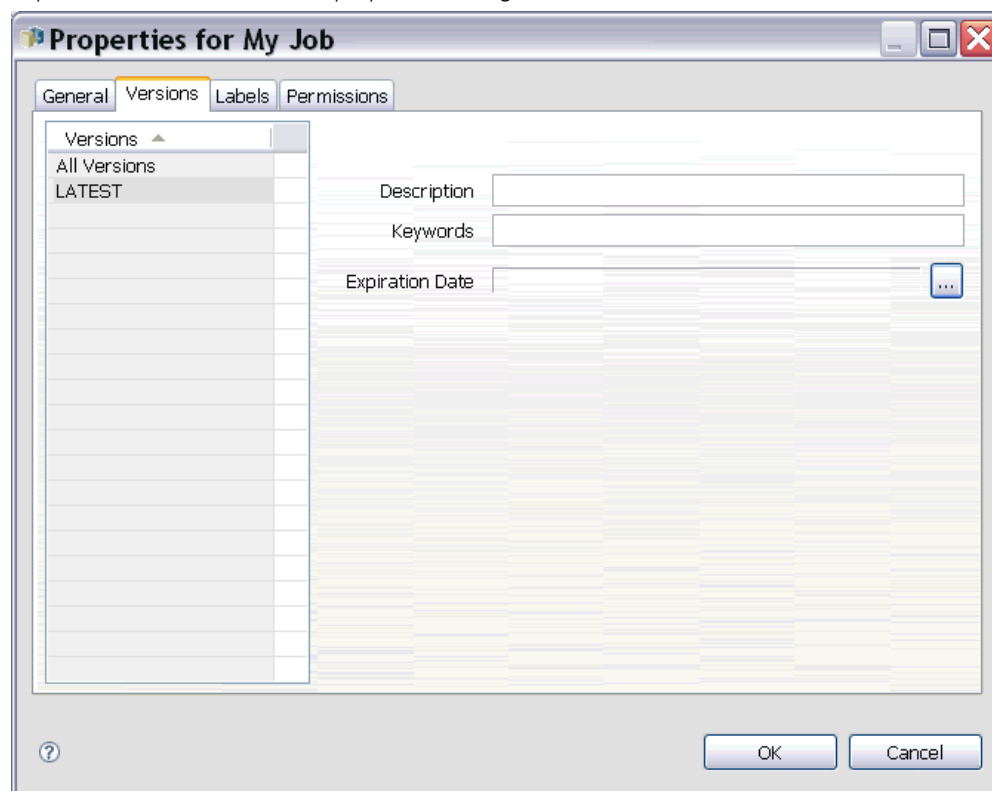 Properties for My Job
General Versions Labels Permissions
Versions
All Versions
LATEST
Description
Keywords
Expiration Date
...
OK Cancel